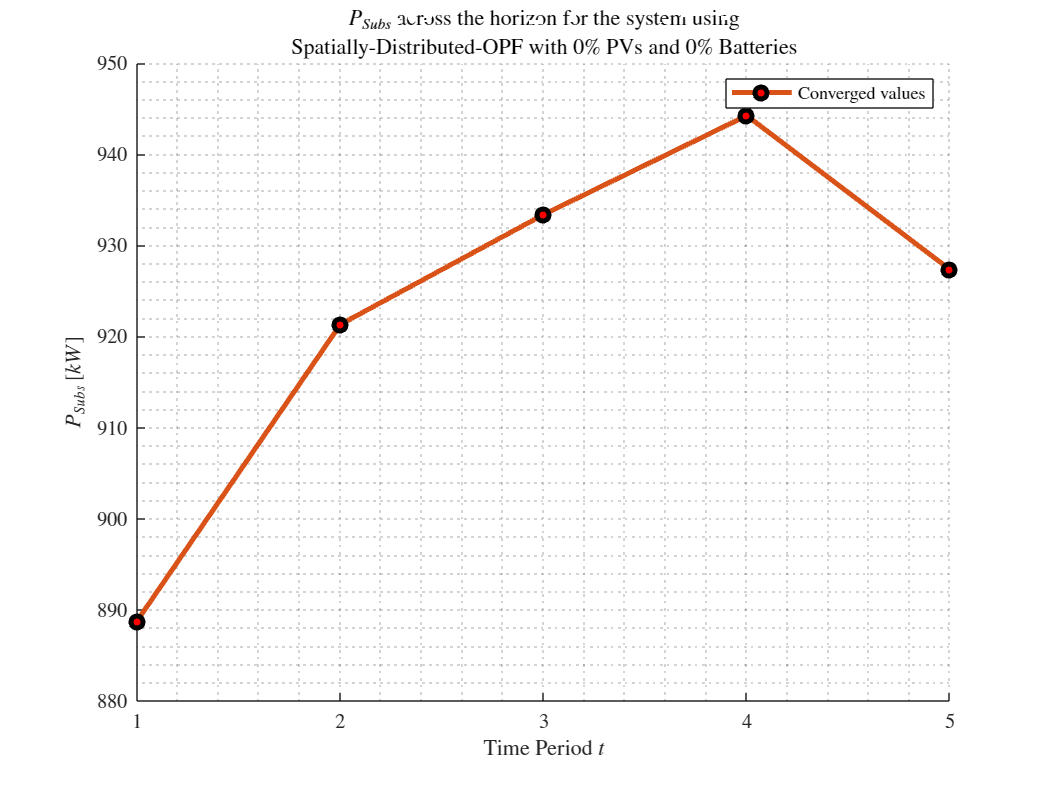 P_Subs across the horizon for the system using
Spatially-Distributed-OPF with 0% PVs and 0% Batteries
950
940
930
920
910
900
890
880
P_Subs [kW]
Converged values
1 2 3 4 5
Time Period t